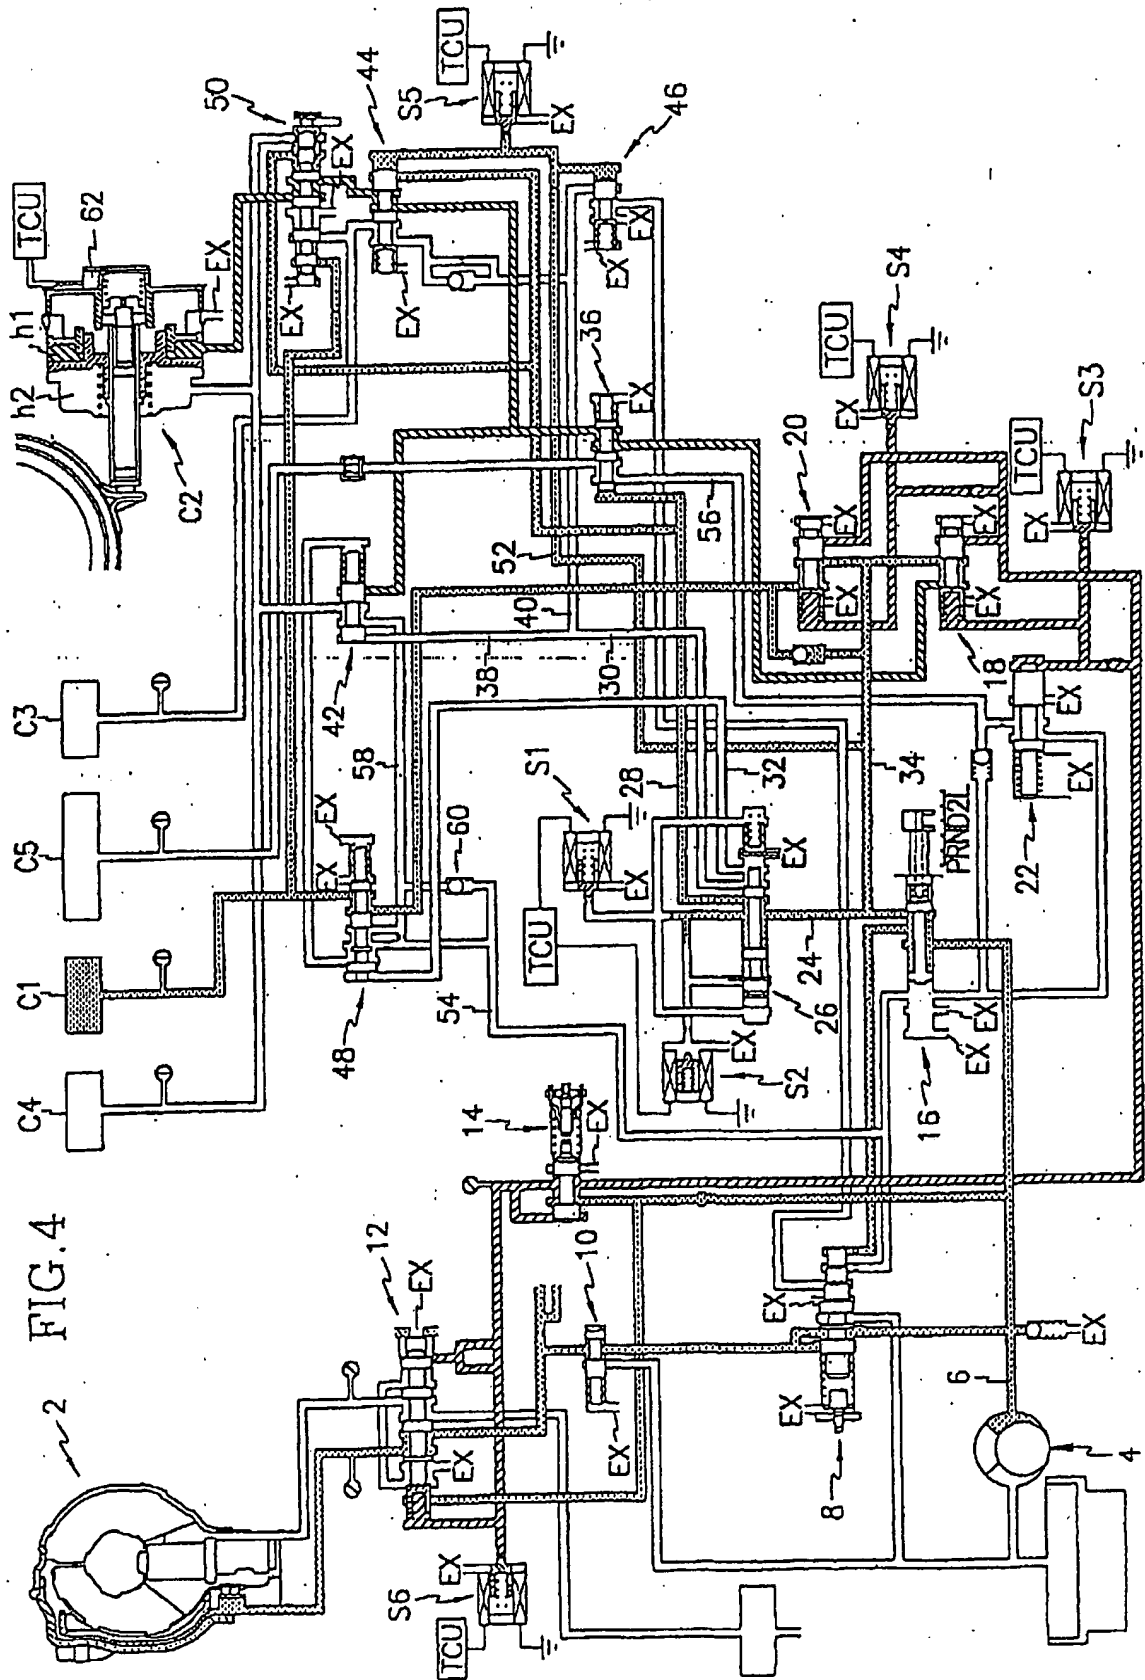 FIG.4
2
12
EX
EX
S6
EX
TCU
14
EX
10
EX
EX
EX
8
6
EX
4
C4
C1
C5
C3
TCU
62
EX
h1
h2
C2
50
EX
EX
44
EX
S5
TCU
EX
46
EX
EX
36
EX
42
38
40
30
52
56
58
EX
EX
48
60
54
S1
TCU
EX
28
32
EX
26
24
S2
EX
34
PRND2L
16
EX
EX
22
EX
EX
18
EX
EX
20
EX
EX
S4
TCU
EX
S3
TCU
EX